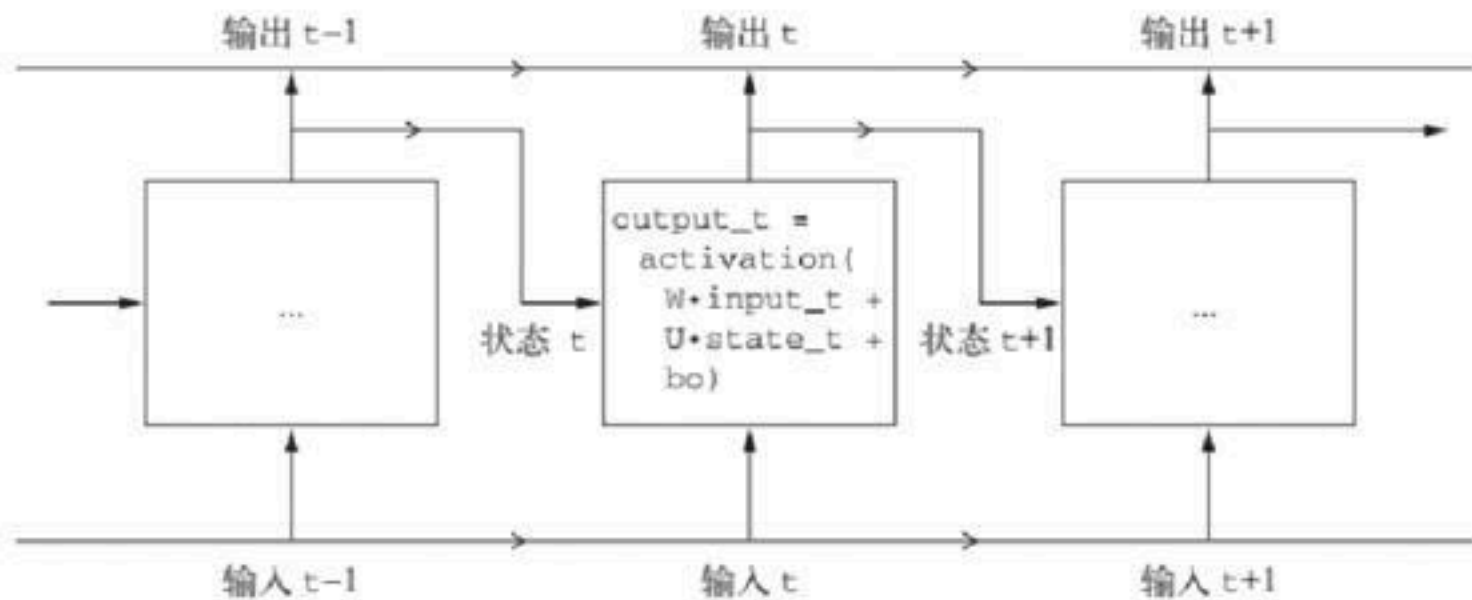 输出 t-1
输出 t
输出 t+1
...
状态 t
output_t =
activation(
W•input_t +
U•state_t +
bo)
状态 t+1
...
输入 t-1
输入 t
输入 t+1